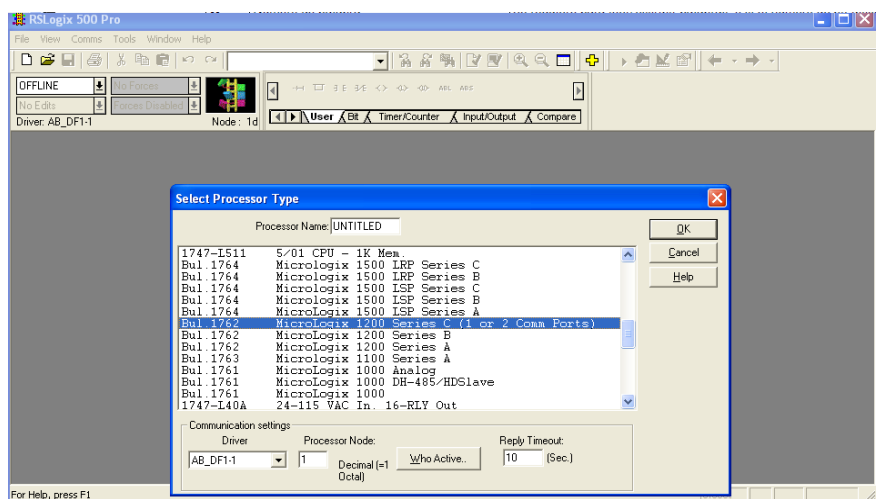 RSLogix 500 Pro
File View Comms Tools Window Help
OFFLINE No Forces
No Edits Forces Disabled
Driver: AB_DF1-1 Node : 1d
ABL ABS
User Bit Timer/Counter Input/Output Compare
Select Processor Type
Processor Name: UNTITLED
OK
Cancel
Help
1747-L511 5/01 CPU - 1K Mem.
Bul.1764 Micrologix 1500 LRP Series C
Bul.1764 Micrologix 1500 LRP Series B
Bul.1764 Micrologix 1500 LSP Series C
Bul.1764 Micrologix 1500 LSP Series B
Bul.1764 Micrologix 1500 LSP Series A
Bul.1762 MicroLogix 1200 Series C (1 or 2 Comm Ports)
Bul.1762 MicroLogix 1200 Series B
Bul.1762 MicroLogix 1200 Series A
Bul.1763 MicroLogix 1100 Series A
Bul.1761 MicroLogix 1000 Analog
Bul.1761 MicroLogix 1000 DH-485/HDSlave
Bul.1761 MicroLogix 1000
1747-L40A 24-115 VAC In. 16-RLY Out
Communication settings
Driver Processor Node: Reply Timeout:
AB_DF1-1 1 Decimal (=1 Octal) Who Active.. 10 (Sec.)
For Help, press F1